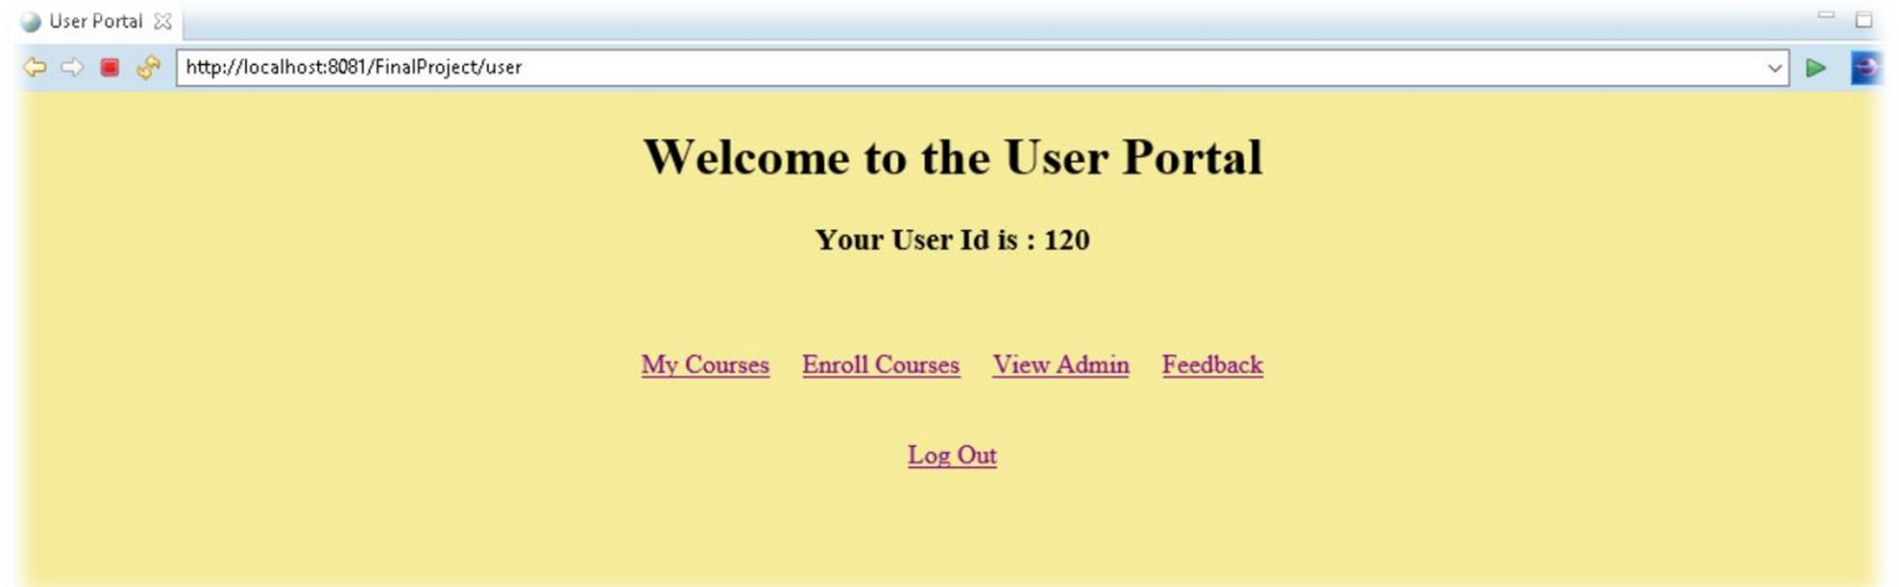 User Portal
http://localhost:8081/FinalProject/user
Welcome to the User Portal
Your User Id is : 120
My Courses Enroll Courses View Admin Feedback
Log Out